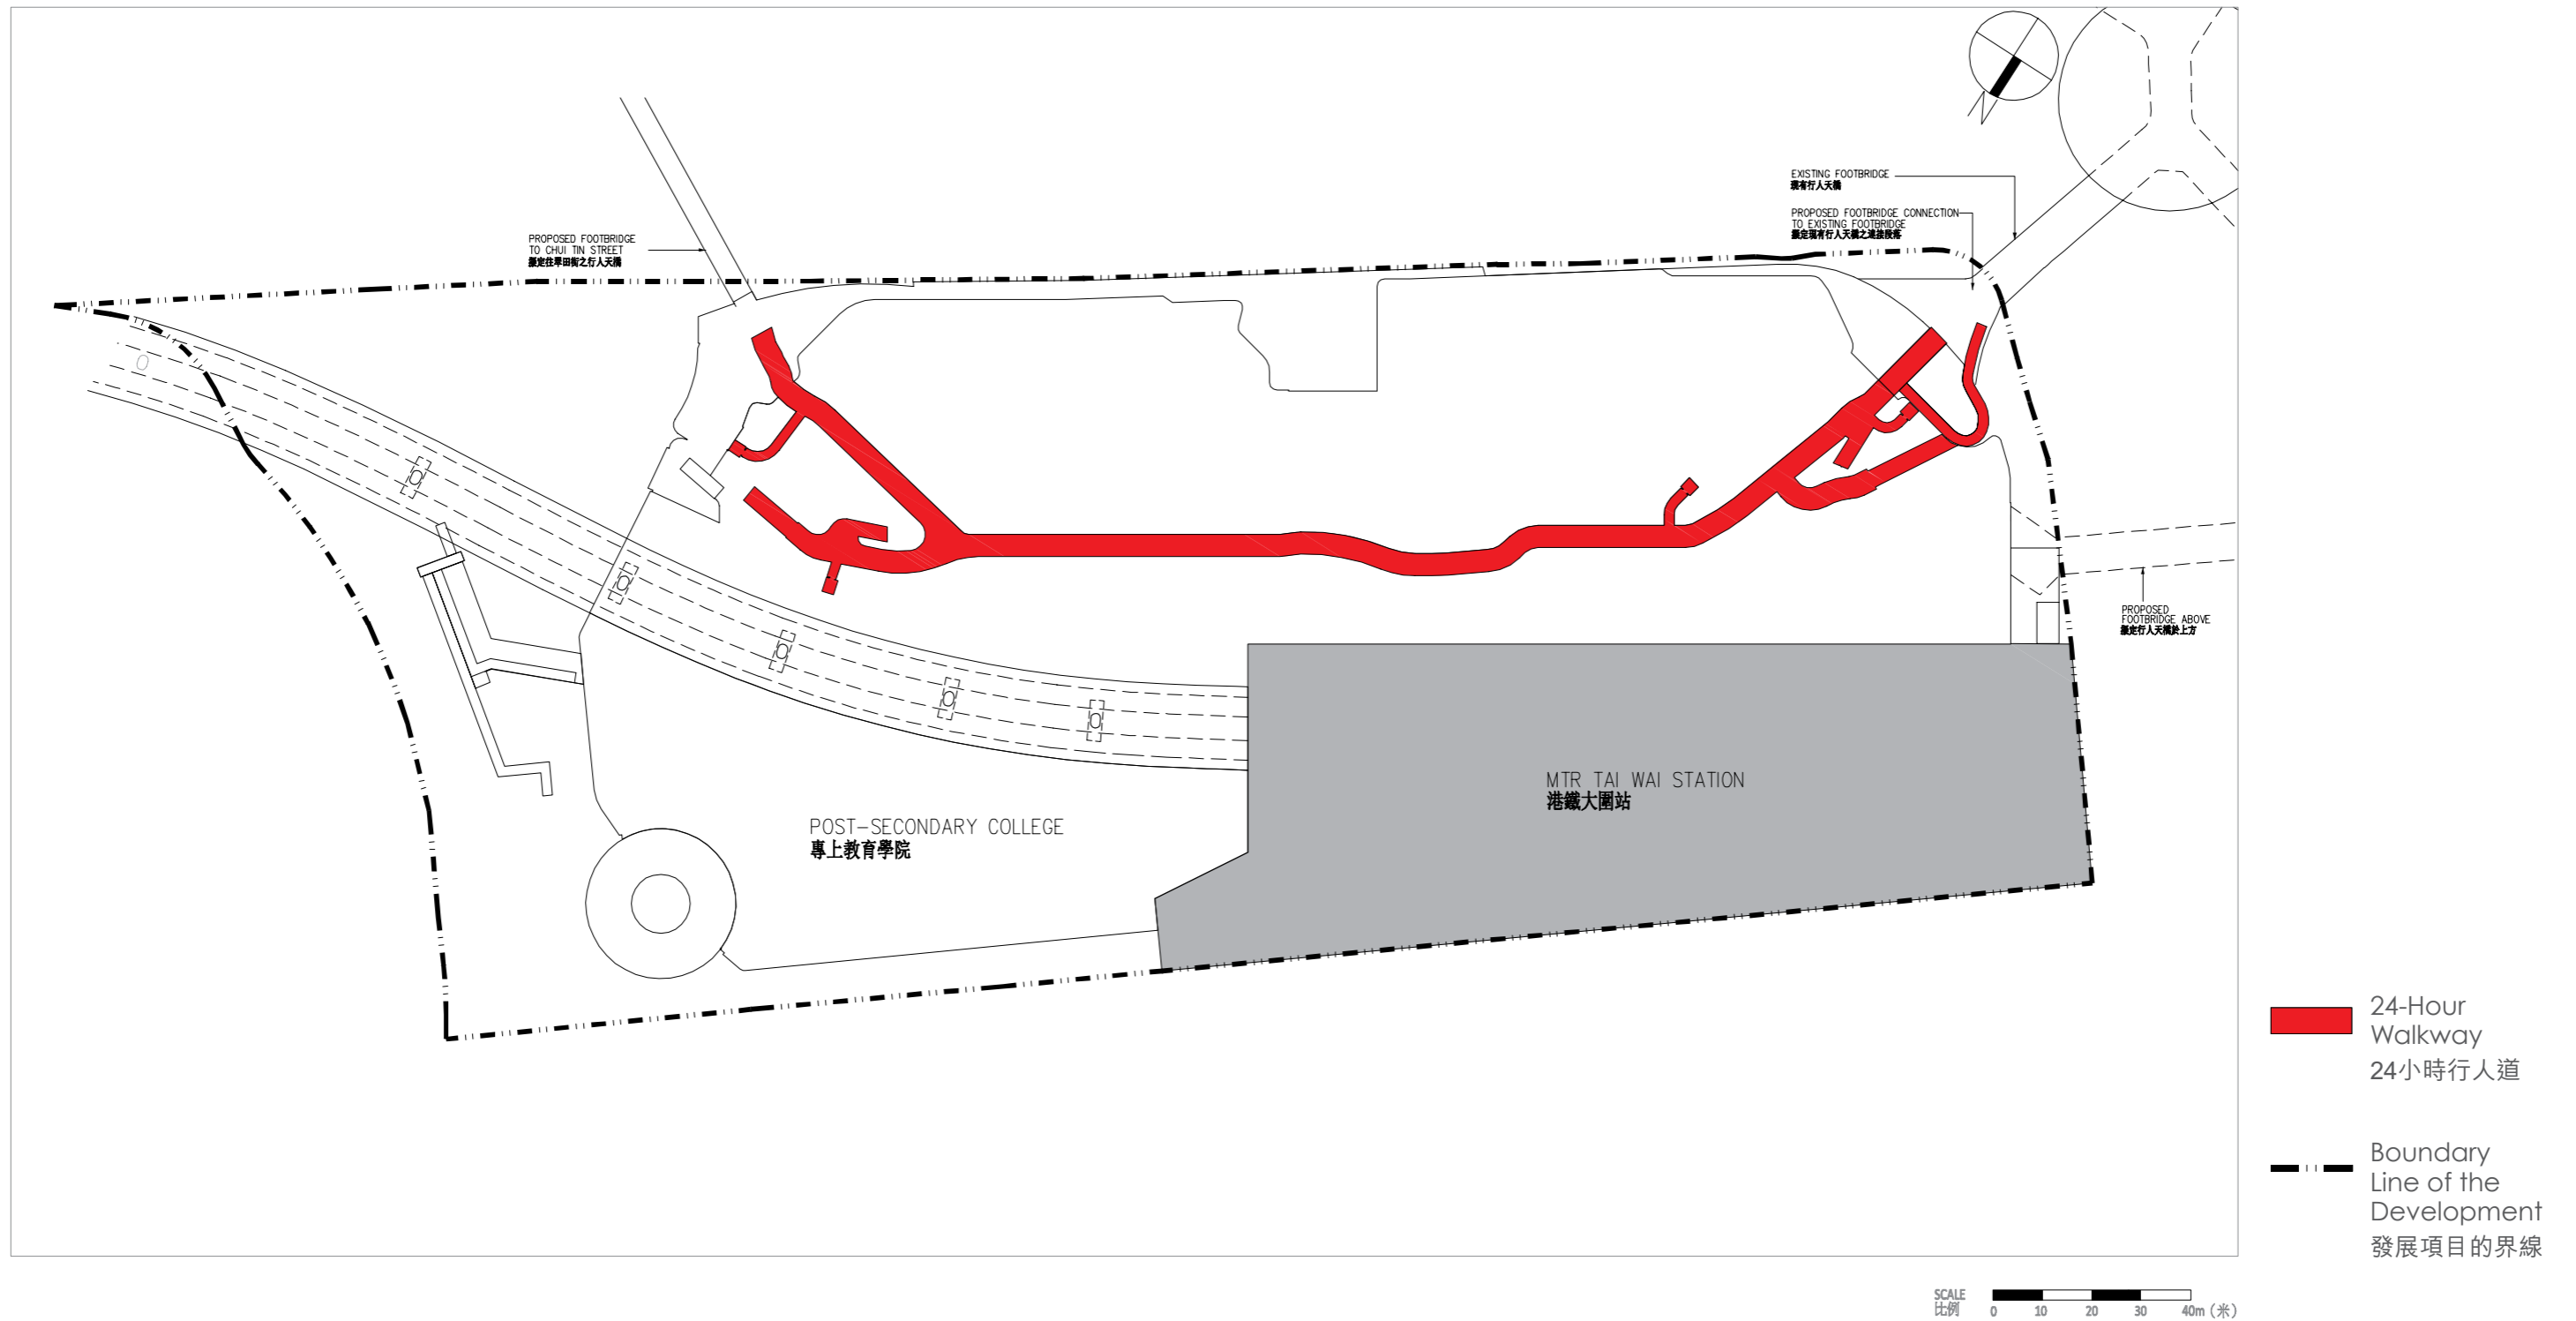 EXISTING FOOTBRIDGE
現有行人天橋
PROPOSED FOOTBRIDGE CONNECTION
TO EXISTING FOOTBRIDGE
擬定現有行人天橋之連接段落
PROPOSED FOOTBRIDGE
TO CHUI TIN STREET
擬定往翠田街之行人天橋
PROPOSED
FOOTBRIDGE ABOVE
擬定行人天橋於上方
MTR TAI WAI STATION
港鐵大圍站
POST-SECONDARY COLLEGE
專上教育學院
24-Hour
Walkway
24小時行人道
Boundary
Line of the
Development
發展項目的界線
SCALE
比例
0 10 20 30 40m (米)